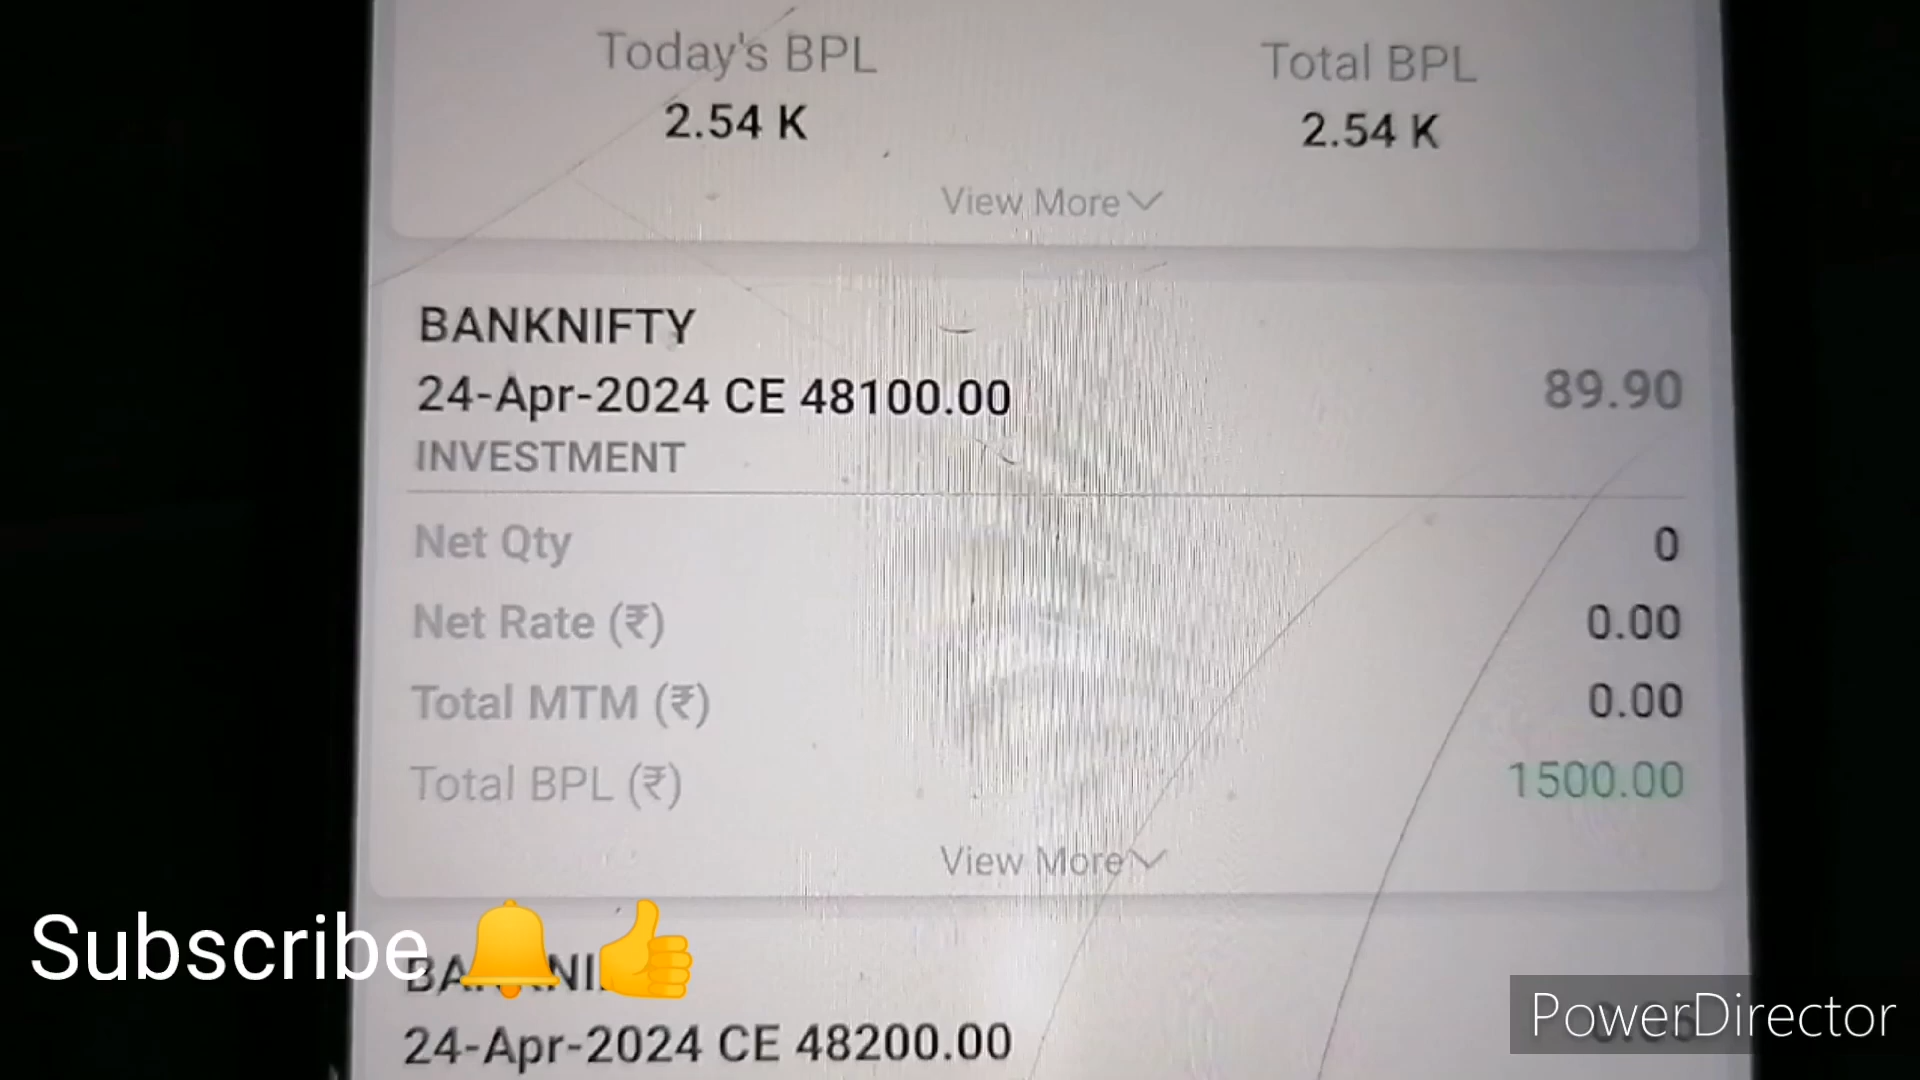 Today's BPL
Total BPL
2.54 K
2.54 K
View More
BANKNIFTY
24-Apr-2024 CE 48100.00
89.90
INVESTMENT
Net Qty
0
Net Rate (₹)
0.00
Total MTM (₹)
0.00
Total BPL (₹)
1500.00
View More
Subscribe 🔔👍
24-Apr-2024 CE 48200.00
PowerDirector